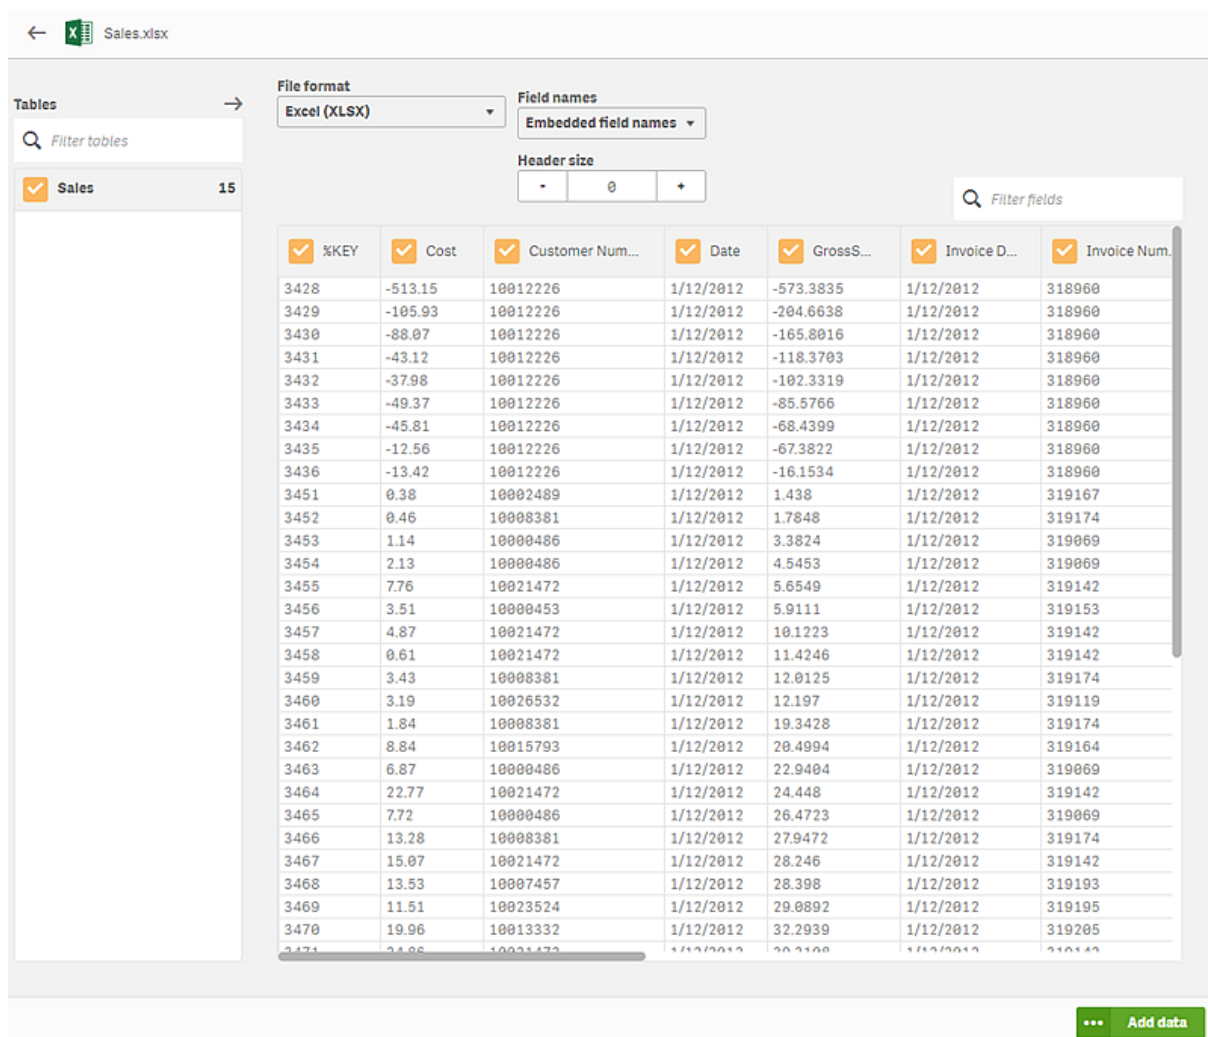 Sales.xlsx
Tables
Filter tables
Sales 15
File format
Excel (XLSX)
Field names
Embedded field names
Header size
- 0 +
Filter fields
%KEY Cost Customer Num... Date GrossS... Invoice D... Invoice Num.
3428 -513.15 10012226 1/12/2012 -573.3835 1/12/2012 318960
3429 -105.93 10012226 1/12/2012 -204.6638 1/12/2012 318960
3430 -88.07 10012226 1/12/2012 -165.8016 1/12/2012 318960
3431 -43.12 10012226 1/12/2012 -118.3703 1/12/2012 318960
3432 -37.98 10012226 1/12/2012 -102.3319 1/12/2012 318960
3433 -49.37 10012226 1/12/2012 -85.5766 1/12/2012 318960
3434 -45.81 10012226 1/12/2012 -68.4399 1/12/2012 318960
3435 -12.56 10012226 1/12/2012 -67.3822 1/12/2012 318960
3436 -13.42 10012226 1/12/2012 -16.1534 1/12/2012 318960
3451 0.38 10002489 1/12/2012 1.438 1/12/2012 319167
3452 0.46 10008381 1/12/2012 1.7848 1/12/2012 319174
3453 1.14 10000486 1/12/2012 3.3824 1/12/2012 319069
3454 2.13 10000486 1/12/2012 4.5453 1/12/2012 319069
3455 7.76 10021472 1/12/2012 5.6549 1/12/2012 319142
3456 3.51 10000453 1/12/2012 5.9111 1/12/2012 319153
3457 4.87 10021472 1/12/2012 10.1223 1/12/2012 319142
3458 0.61 10021472 1/12/2012 11.4246 1/12/2012 319142
3459 3.43 10008381 1/12/2012 12.0125 1/12/2012 319174
3460 3.19 10026532 1/12/2012 12.197 1/12/2012 319119
3461 1.84 10008381 1/12/2012 19.3428 1/12/2012 319174
3462 8.84 10015793 1/12/2012 20.4994 1/12/2012 319164
3463 6.87 10000486 1/12/2012 22.9404 1/12/2012 319069
3464 22.77 10021472 1/12/2012 24.448 1/12/2012 319142
3465 7.72 10000486 1/12/2012 26.4723 1/12/2012 319069
3466 13.28 10008381 1/12/2012 27.9472 1/12/2012 319174
3467 15.07 10021472 1/12/2012 28.246 1/12/2012 319142
3468 13.53 10007457 1/12/2012 28.398 1/12/2012 319193
3469 11.51 10023524 1/12/2012 29.0892 1/12/2012 319195
3470 19.96 10013332 1/12/2012 32.2939 1/12/2012 319205
Add data